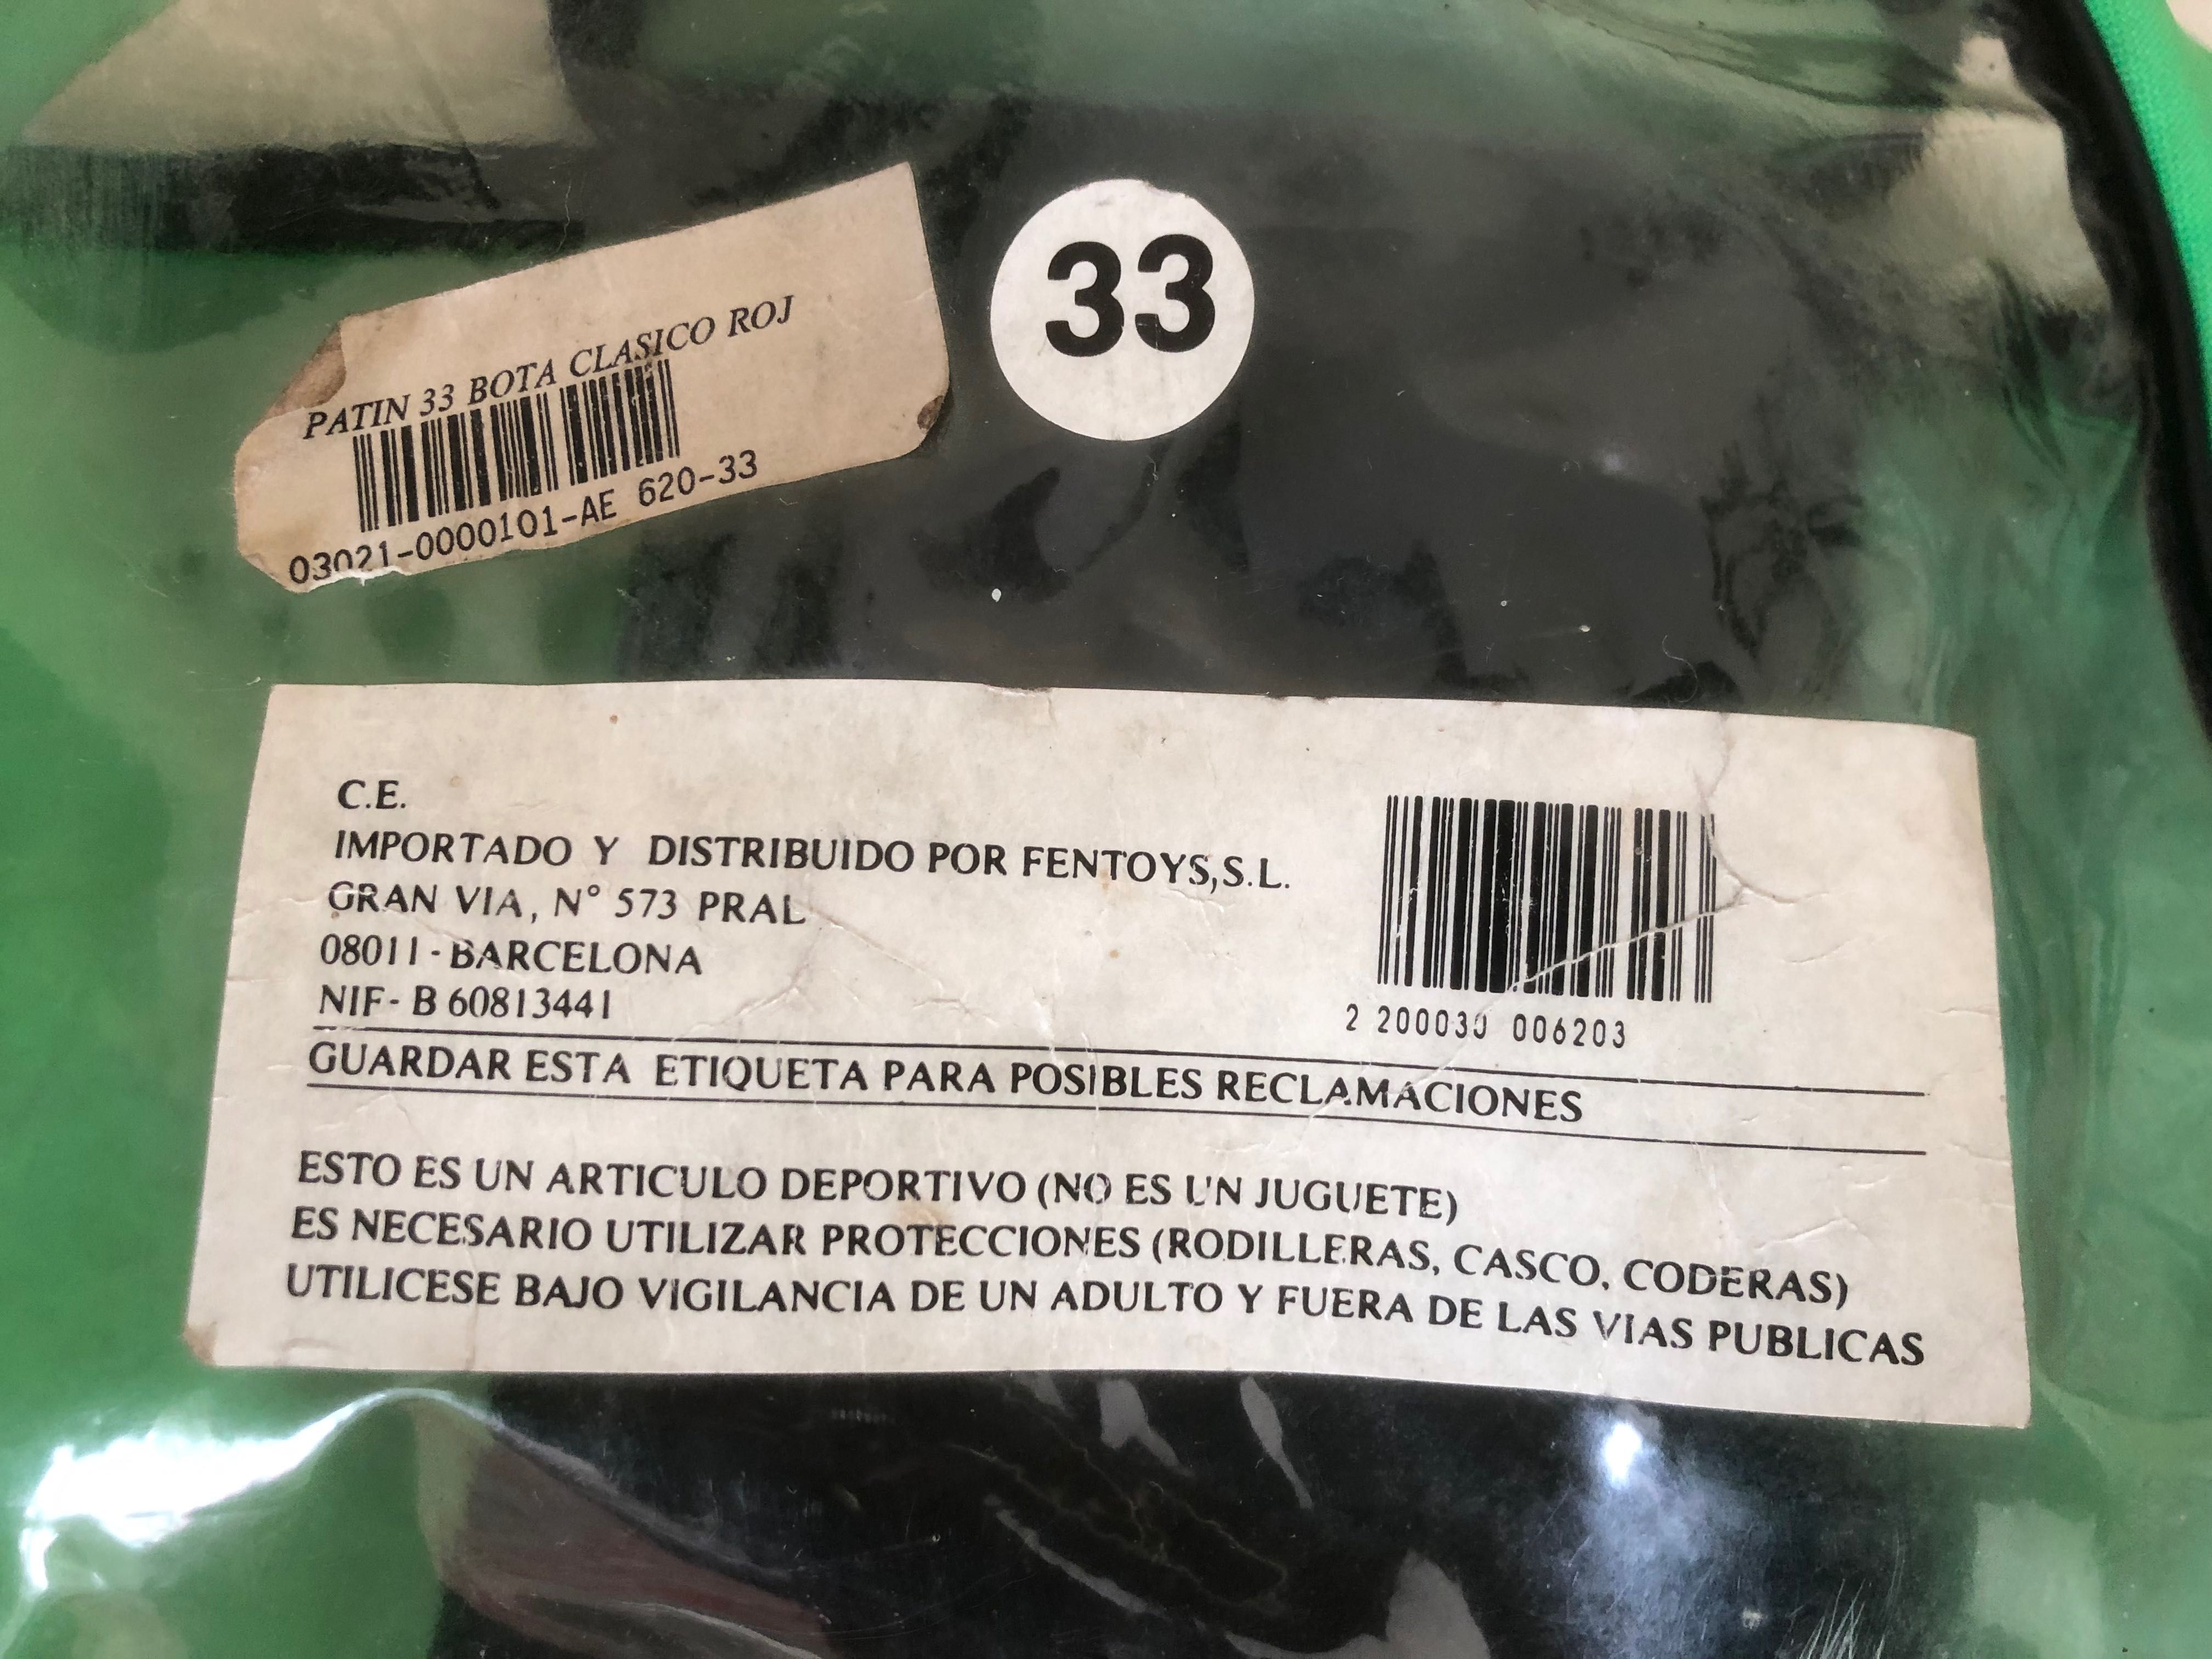 PATIN 33 BOTA CLASICO ROJ
03021-0000101-AE 620-33
33
C.E.
IMPORTADO Y DISTRIBUIDO POR FENTOYS,S.L.
GRAN VIA, N° 573 PRAL
08011-BARCELONA
NIF- B 60813441
2 200030 006203
GUARDAR ESTA ETIQUETA PARA POSIBLES RECLAMACIONES
ESTO ES UN ARTICULO DEPORTIVO (NO ES UN JUGUETE)
ES NECESARIO UTILIZAR PROTECCIONES (RODILLERAS, CASCO, CODERAS)
UTILICESE BAJO VIGILANCIA DE UN ADULTO Y FUERA DE LAS VIAS PUBLICAS